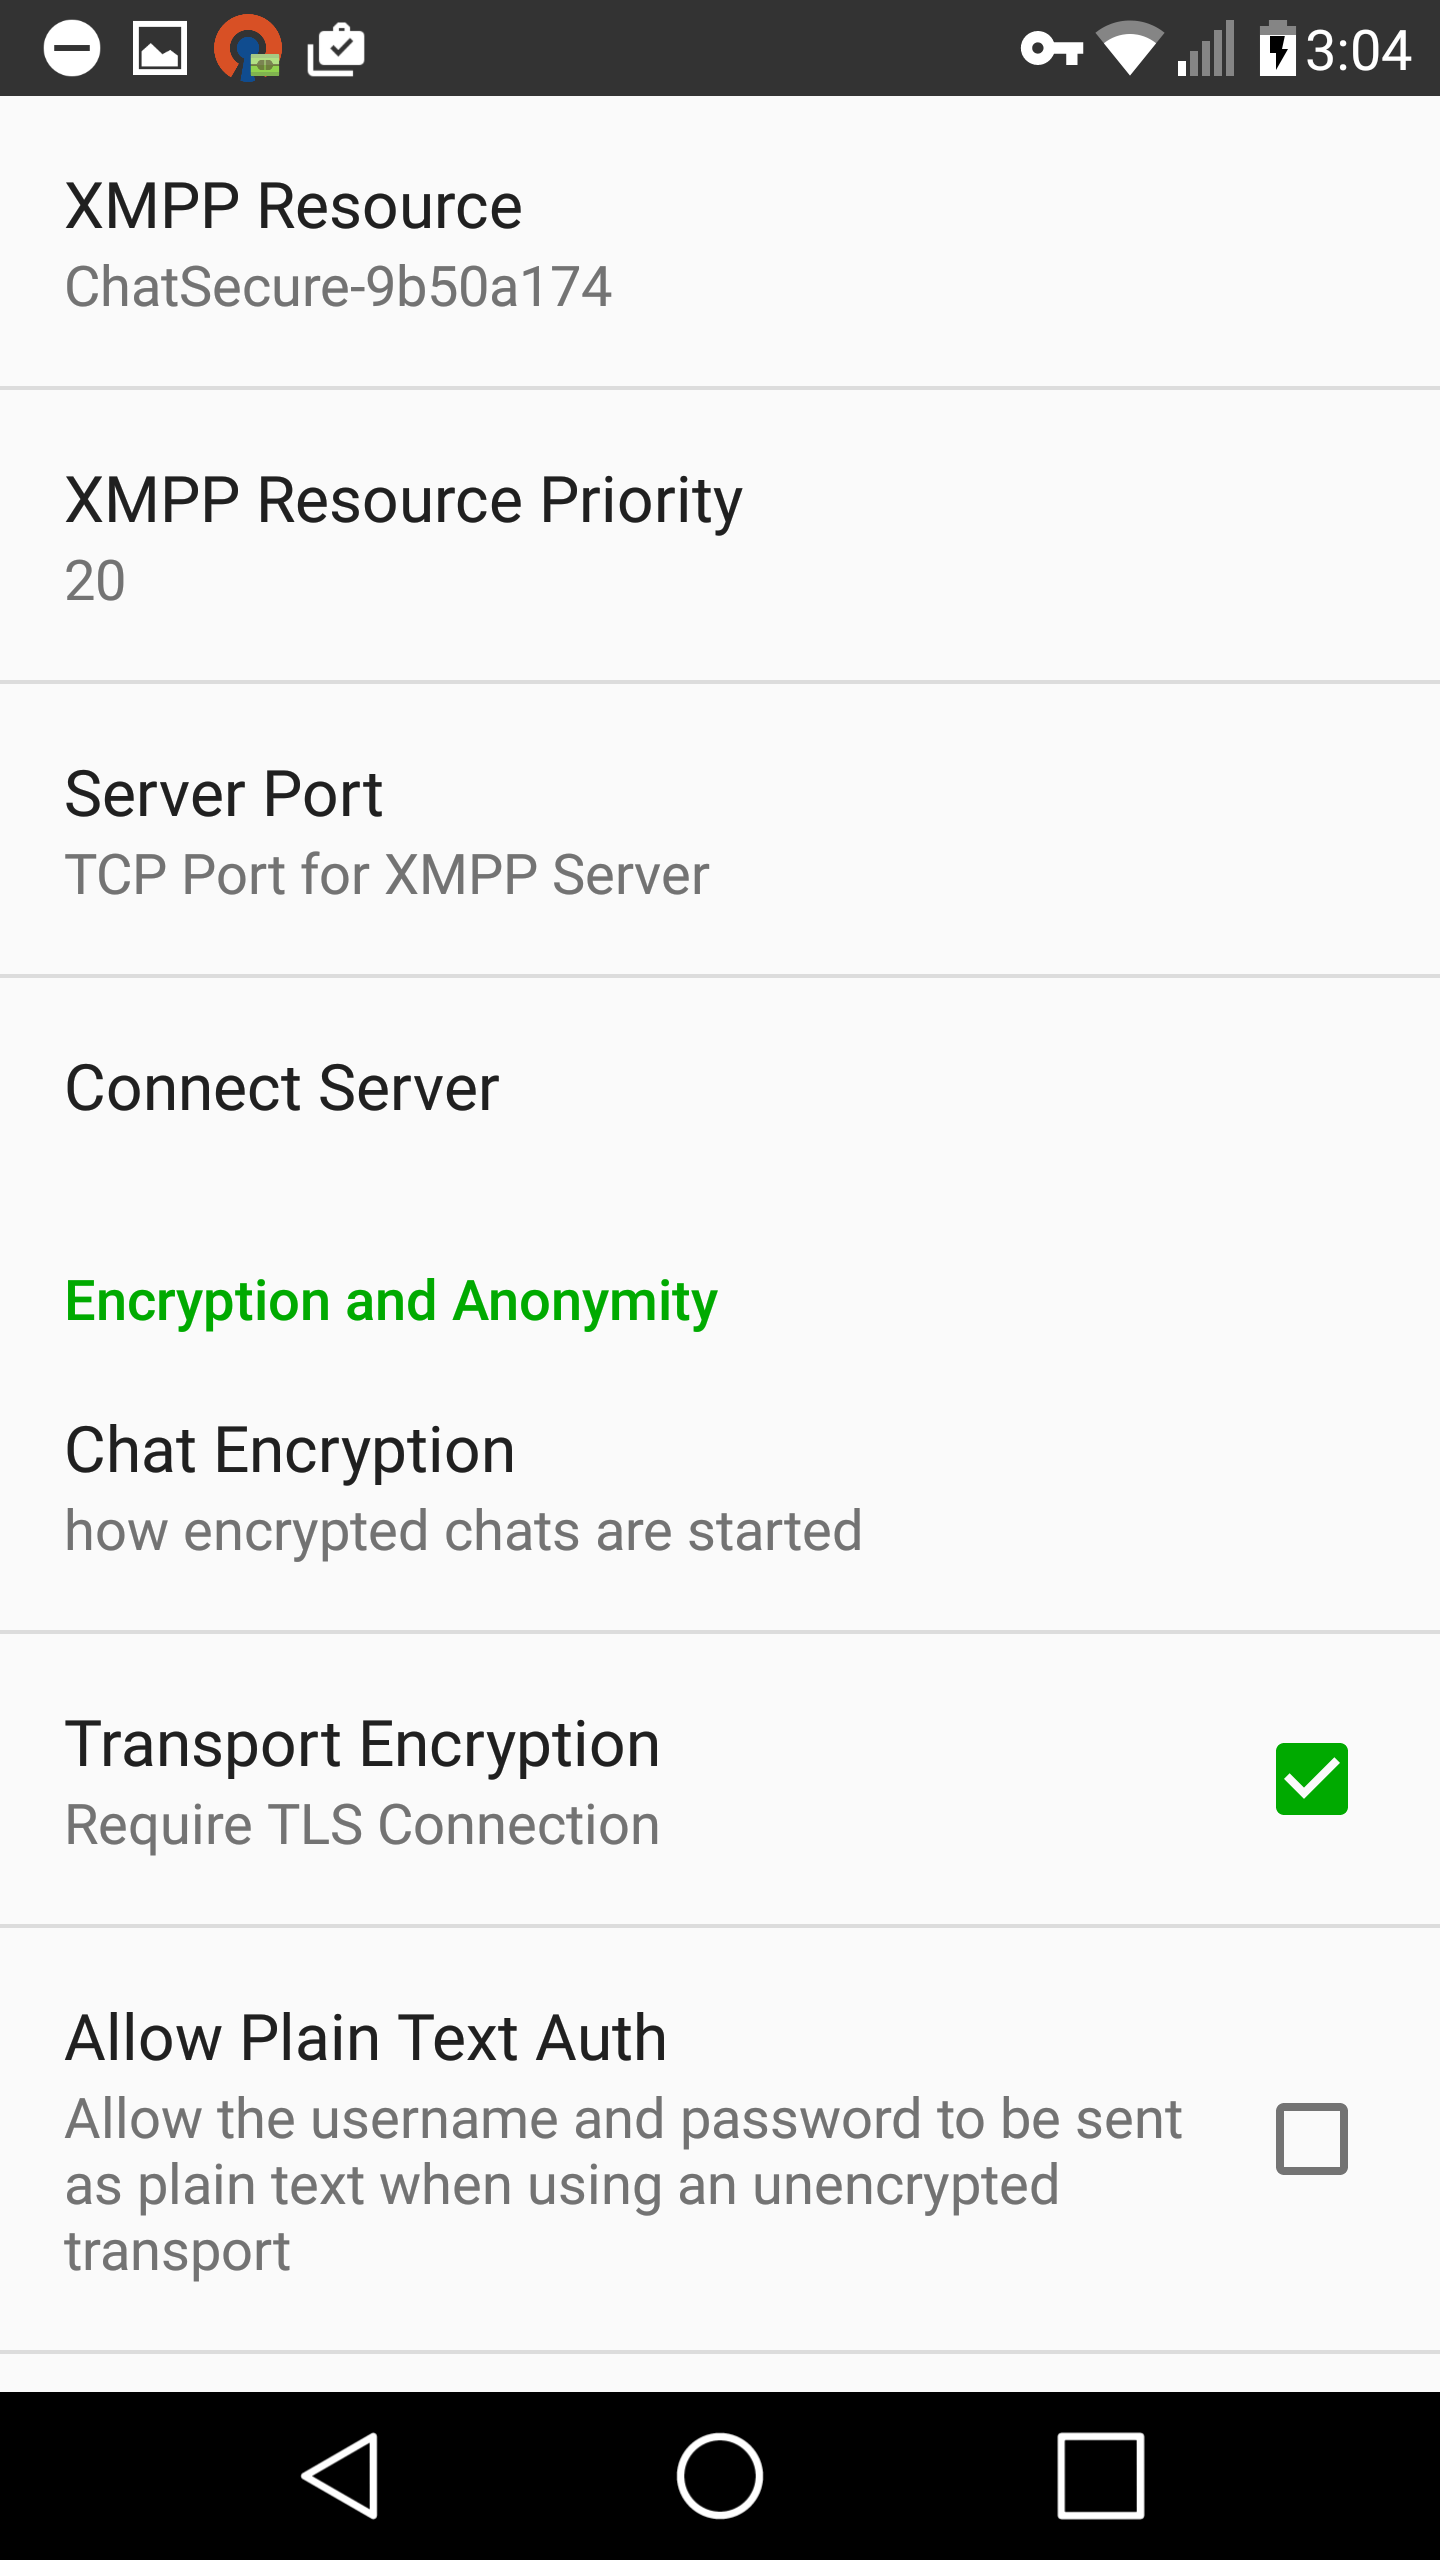 3:04
XMPP Resource
ChatSecure-9b50a174
XMPP Resource Priority
20
Server Port
TCP Port for XMPP Server
Connect Server
Encryption and Anonymity
Chat Encryption
how encrypted chats are started
Transport Encryption
Require TLS Connection
Allow Plain Text Auth
Allow the username and password to be sent
as plain text when using an unencrypted
transport